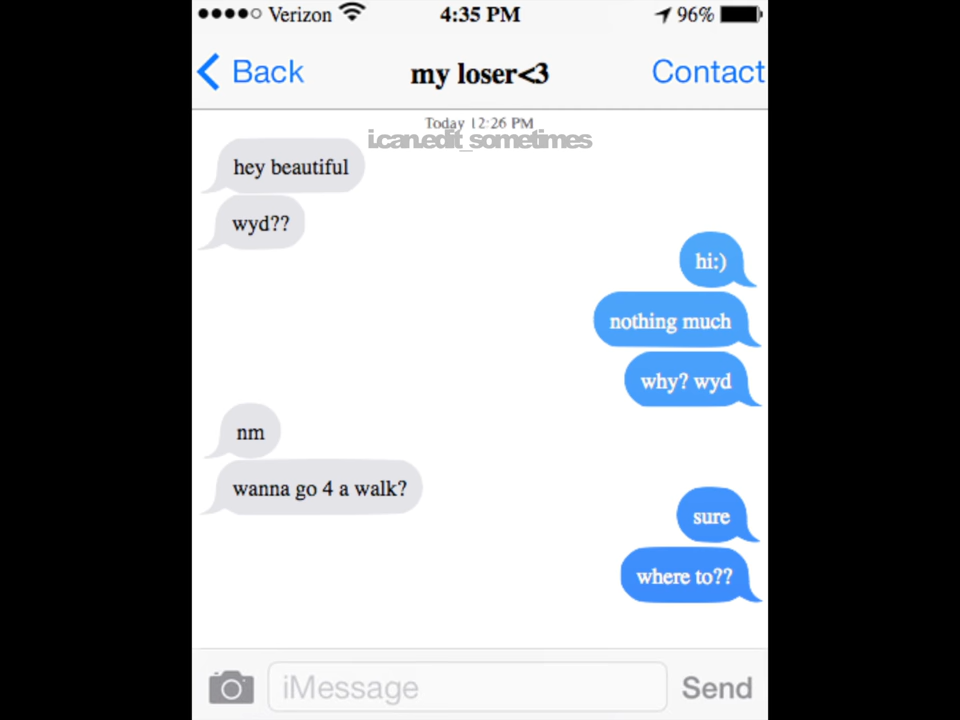 Verizon 4:35 PM 96%
Back my loser<3 Contact
Today 12:26 PM
i.can.edit_sometimes
hey beautiful
wyd??
hi:)
nothing much
why? wyd
nm
wanna go 4 a walk?
sure
where to??
iMessage Send